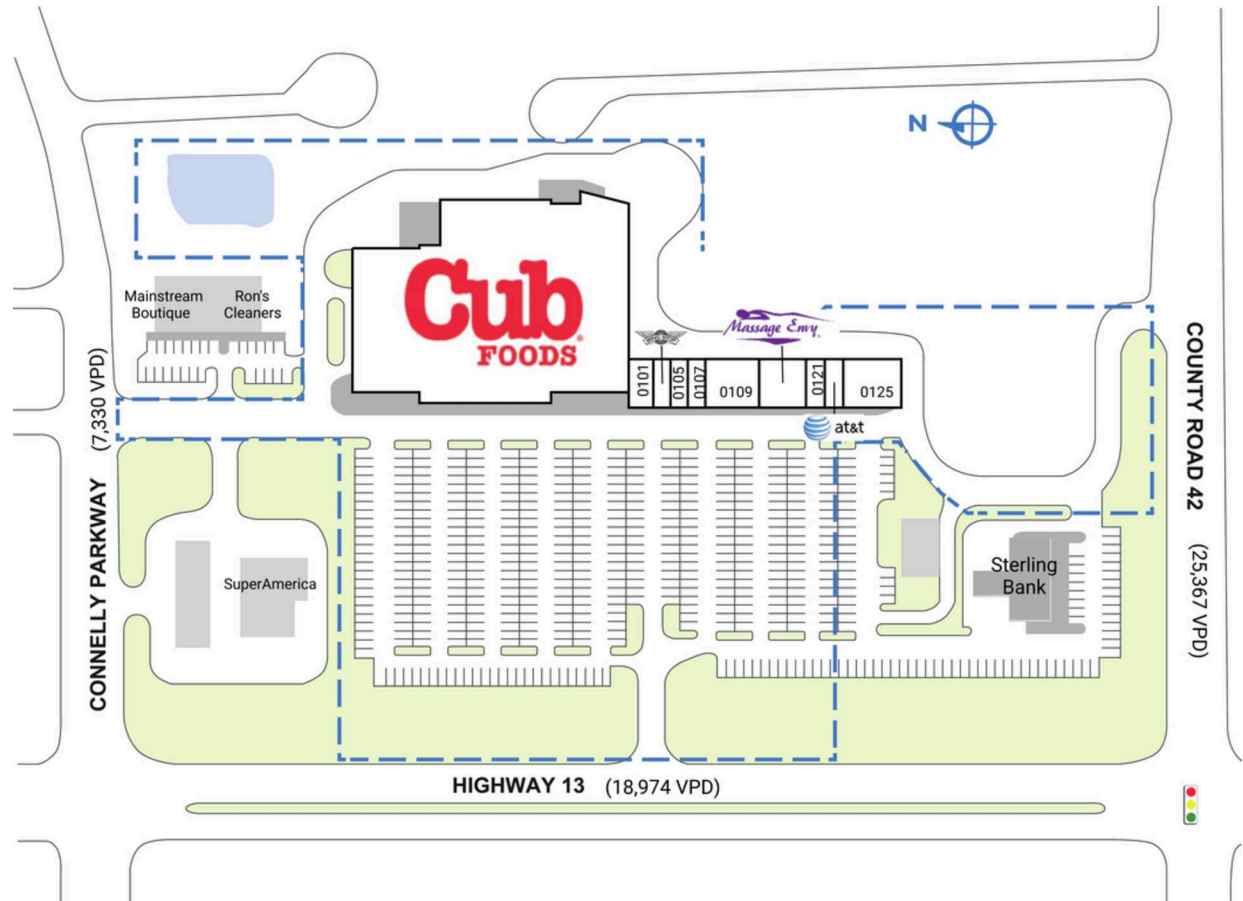 N
Mainstream
Boutique
Ron's
Cleaners
Cub
FOODS
Massage Envy
0101
0105
0107
0109
0121
0125
at&t
CONNELLY PARKWAY (7,330 VPD)
COUNTY ROAD 42 (25,367 VPD)
SuperAmerica
Sterling
Bank
HIGHWAY 13 (18,974 VPD)